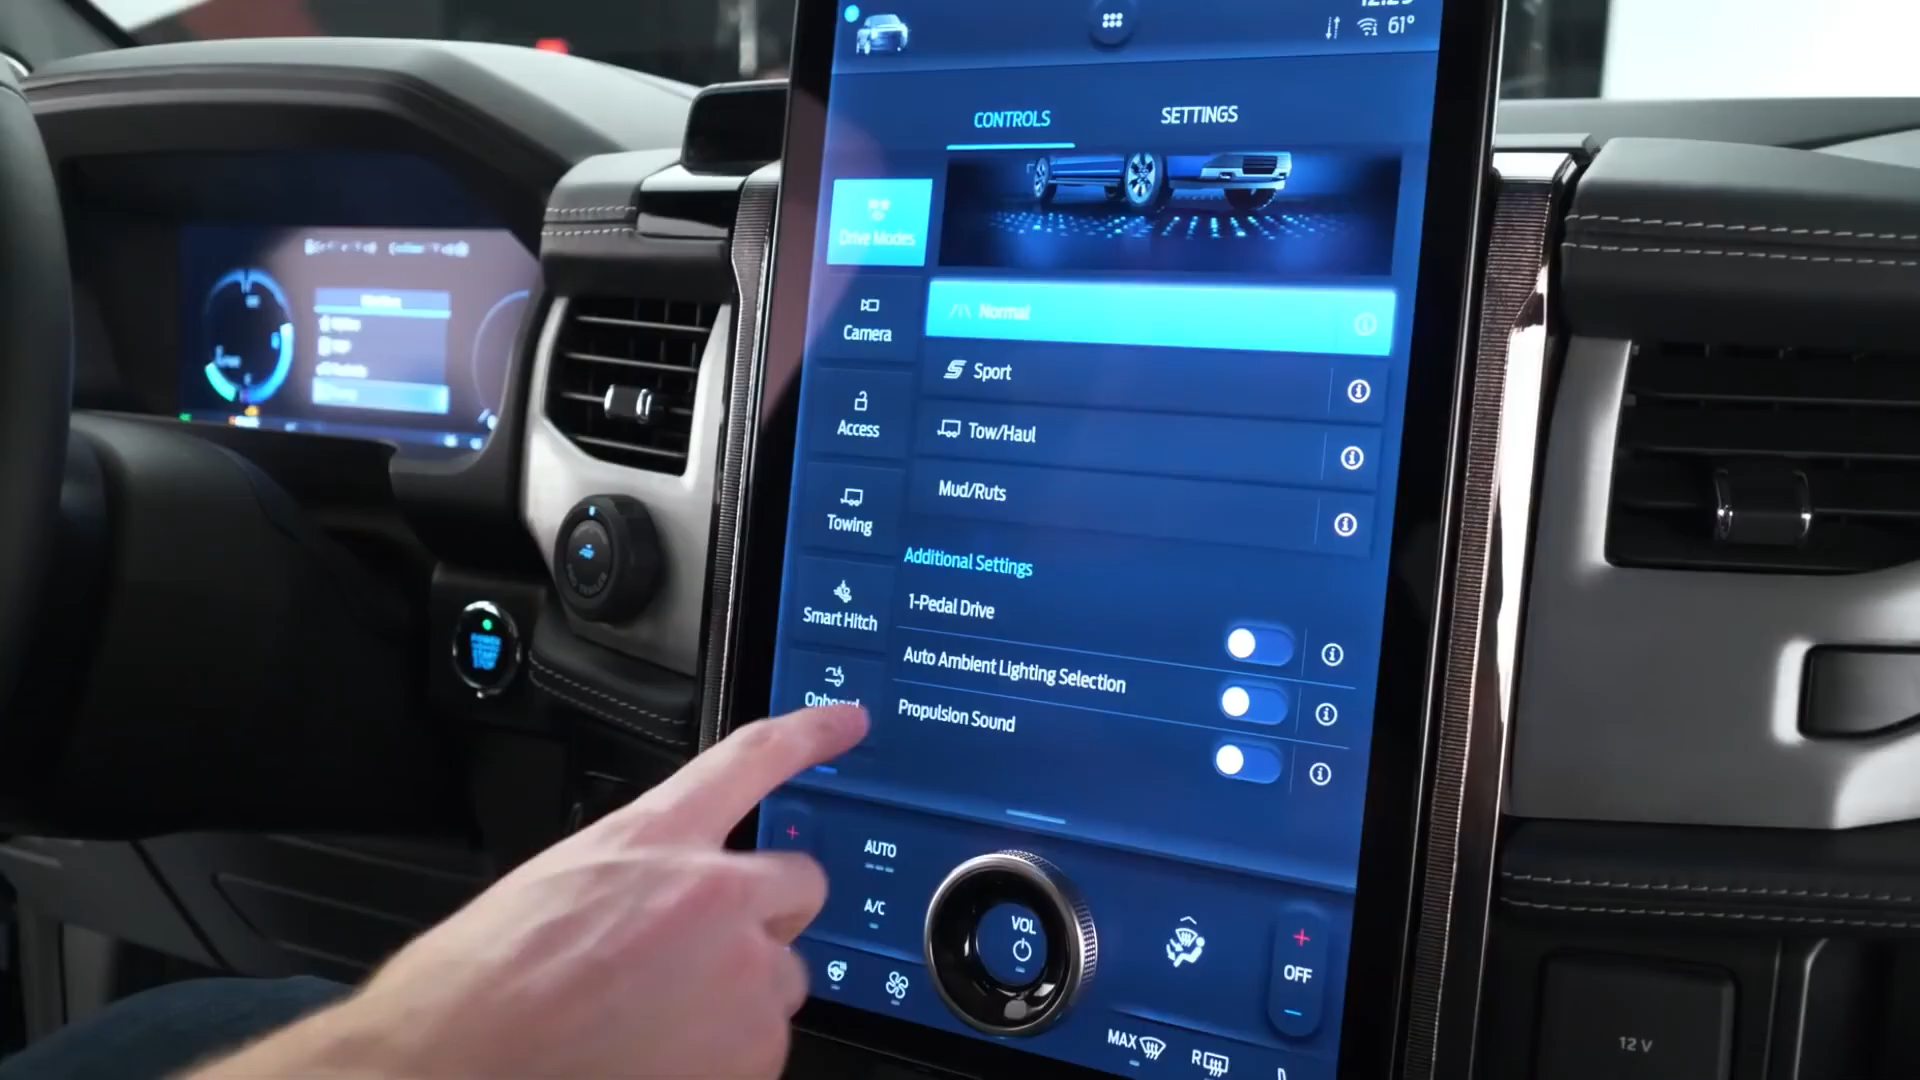 61°
CONTROLS
SETTINGS
Drive Modes
Camera
Access
Towing
Smart Hitch
Onboard
Normal
Sport
Tow/Haul
Mud/Ruts
Additional Settings
1-Pedal Drive
Auto Ambient Lighting Selection
Propulsion Sound
+
AUTO
A/C
VOL
+
OFF
MAX
R
12 V